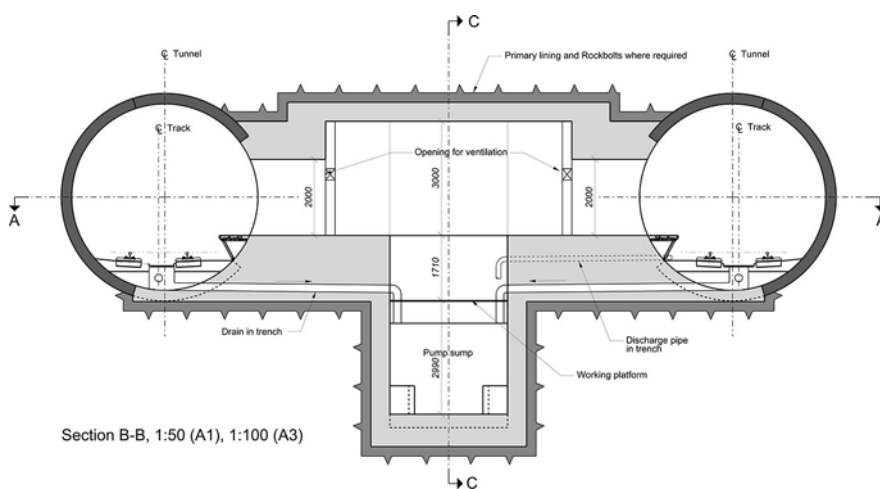 C
℄ Tunnel
Primary lining and Rockbolts where required
℄ Tunnel
℄ Track
℄ Track
Opening for ventilation
2000
3000
2000
A
A
1710
Drain in trench
Discharge pipe
in trench
Pump sump
2990
Working platform
Section B-B, 1:50 (A1), 1:100 (A3)
C